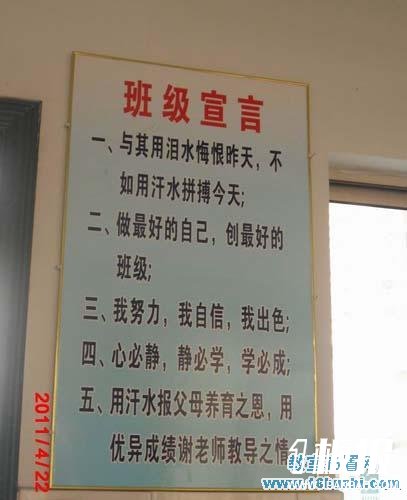 班级宣言
一、与其用泪水悔恨昨天，不
如用汗水拼搏今天;
二、做最好的自己，创最好的
班级;
三、我努力，我自信，我出色;
四、心必静，静必学，学必成;
五、用汗水报父母养育之恩，用
优异成绩谢老师教导之情
2011/4/22